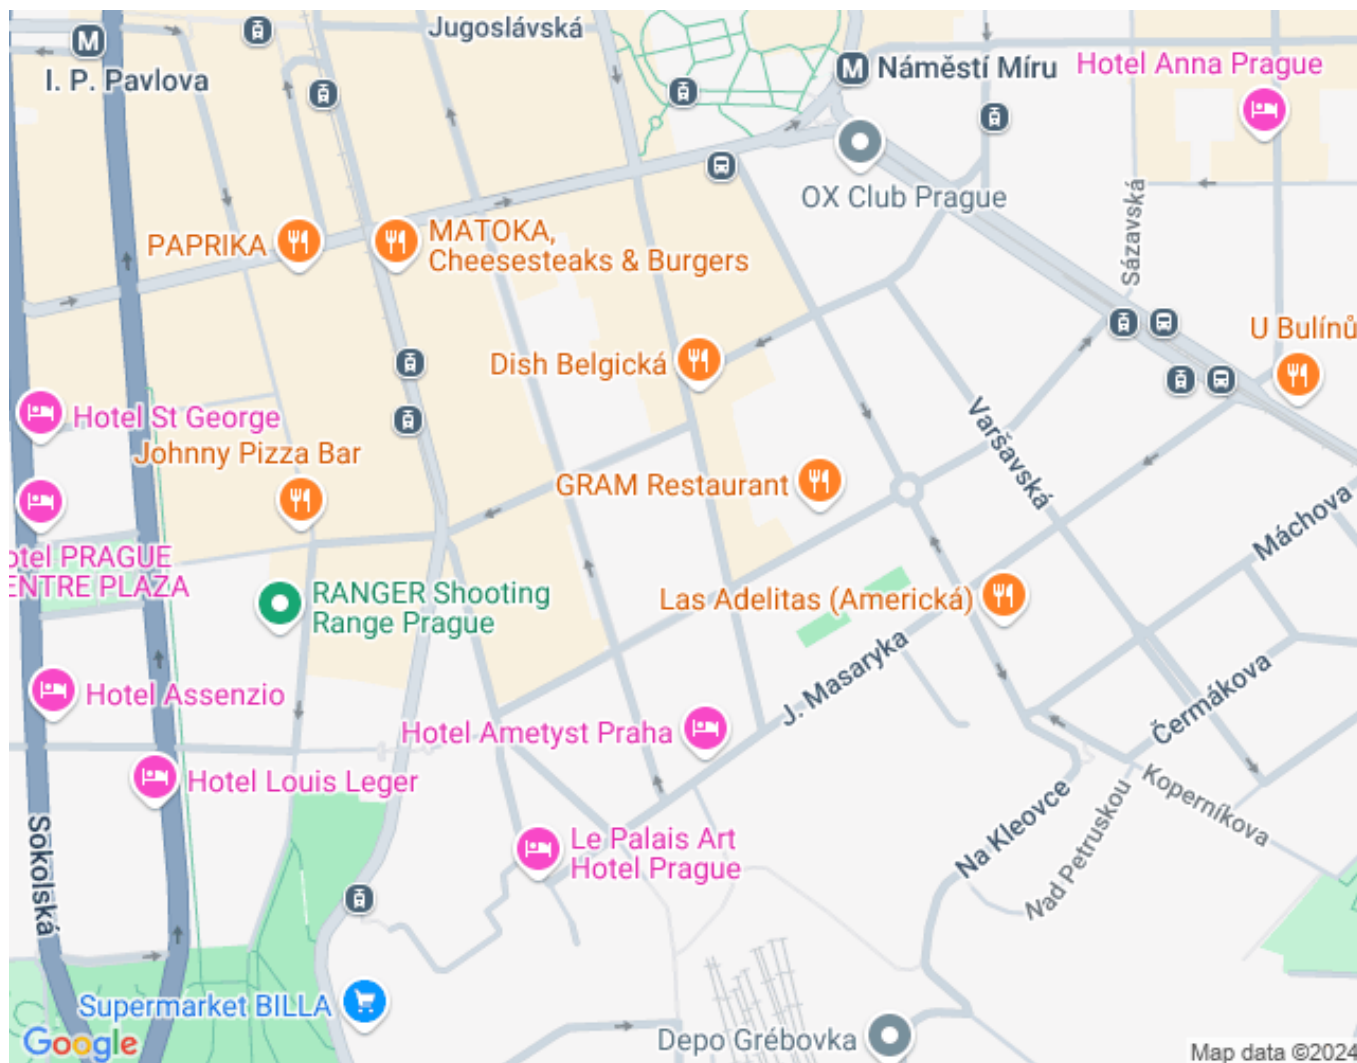 Jugoslávská
M
I. P. Pavlova
M
Náměstí Míru
Hotel Anna Prague
OX Club Prague
Sázavská
PAPRIKA
MATOKA,
Cheesesteaks & Burgers
U Bulínů
Dish Belgická
Hotel St George
Johnny Pizza Bar
Varšavská
GRAM Restaurant
Máchova
otel PRAGUE
ENTRE PLAZA
RANGER Shooting
Range Prague
Las Adelitas (Americká)
J. Masaryka
Čermákova
Hotel Assenzio
Hotel Ametyst Praha
Hotel Louis Leger
Koperníkova
Na Kleovce
Nad Petruskou
Sokolská
Le Palais Art
Hotel Prague
Supermarket BILLA
Depo Grébovka
Google
Map data ©2024